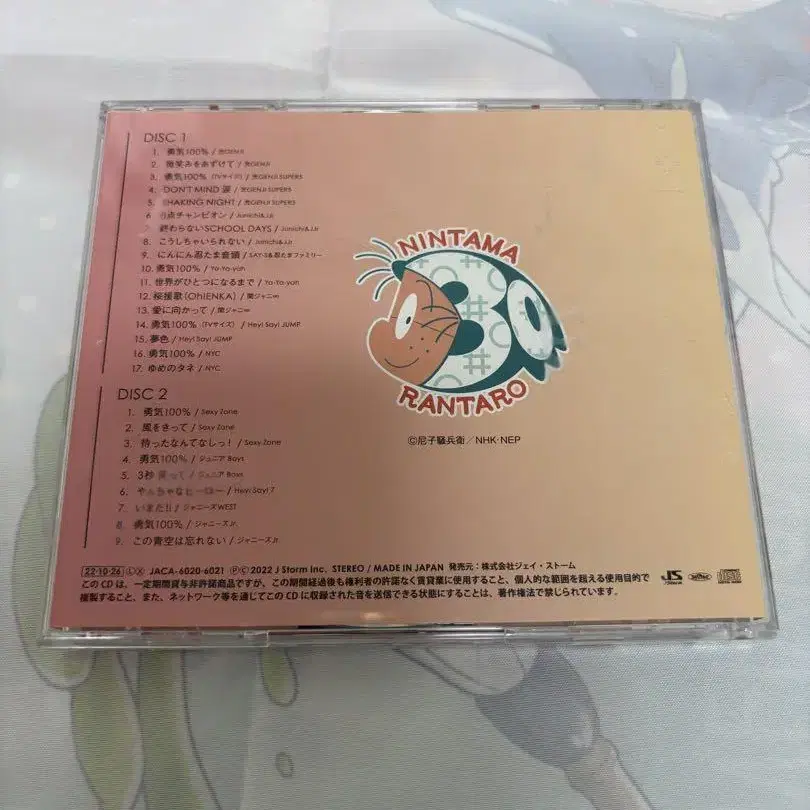 DISC 1
1. 勇気100% / 光GENJI
2. 微笑みをあずけて / 光GENJI
3. 勇気100% (TVサイズ) / 光GENJI SUPER5
4. DON'T MIND 涙 / 光GENJI SUPER5
5. SHAKING NIGHT / 光GENJI SUPER5
6. 0点チャンピオン / Junichi&JJr
7. 終わらないSCHOOL DAYS / Junichi&JJr
8. こうしちゃいられない / Junichi&JJr
9. にんにん忍たま音頭 / SAY·S&忍たまファミリー
10. 勇気100% / Ya-Ya-yah
11. 世界がひとつになるまで / Ya-Ya-yah
12. 桜援歌(Oh!ENKA) / 関ジャニ∞
13. 愛に向かって / 関ジャニ∞
14. 勇気100% (TVサイズ) / Hey! Say! JUMP
15. 夢色 / Hey! Say! JUMP
16. 勇気100% / NYC
17. ゆめのタネ / NYC
DISC 2
1. 勇気100% / Sexy Zone
2. 風をきって / Sexy Zone
3. 待ったなんてなしっ! / Sexy Zone
4. 勇気100% / ジュニア Boys
5. 3秒笑って / ジュニア Boys
6. やんちゃなヒーロー / Hey! Say! 7
7. いまだ!! / ジャニーズWEST
8. 勇気100% / ジャニーズJr.
9. この青空は忘れない / ジャニーズJr.
NINTAMA
30
RANTARO
©尼子騒兵衛/NHK·NEP
22·10·26 Ⓛ Ⓧ JACA-6020-6021 ⓅⒸ2022 J Storm Inc. STEREO / MADE IN JAPAN 発売元:株式会社ジェイ・ストーム
このCDは、一定期間貸与非許諾商品ですが、この期間経過後も権利者の許諾なく賃貸業に使用すること、個人的な範囲を超える使用目的で
複製すること、また、ネットワーク等を通じてこのCDに収録された音を送信できる状態にすることは、著作権法で禁じられています。
JS